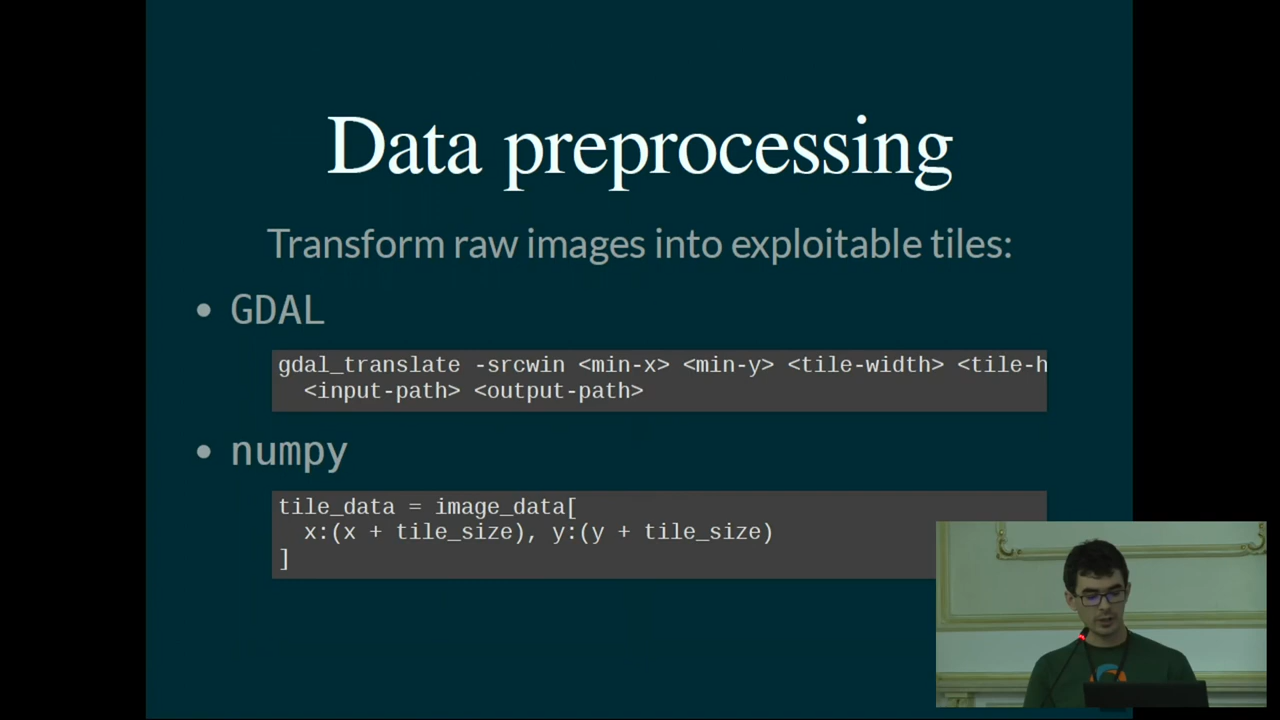 Data preprocessing
Transform raw images into exploitable tiles:
• GDAL
gdal_translate -srcwin <min-x> <min-y> <tile-width> <tile-h
<input-path> <output-path>
• numpy
tile_data = image_data[
x:(x + tile_size), y:(y + tile_size)
]